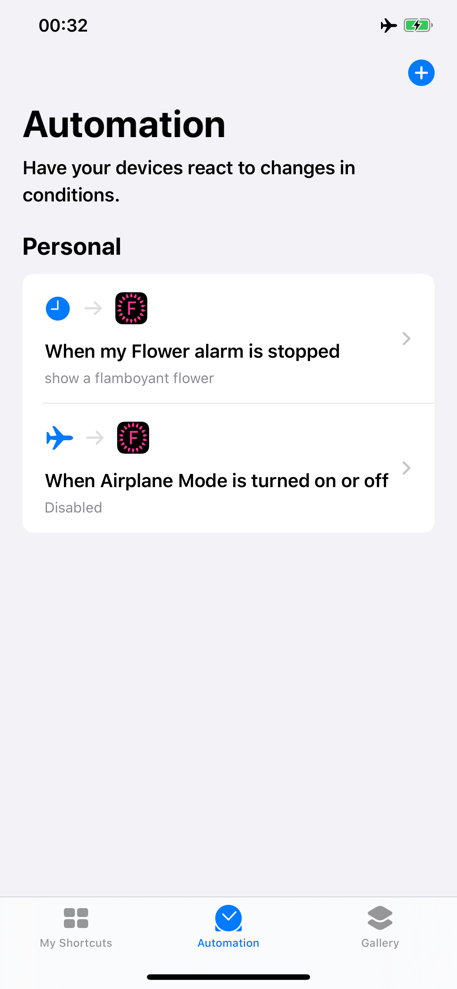 00:32
Automation
Have your devices react to changes in
conditions.
Personal
F
When my Flower alarm is stopped
show a flamboyant flower
F
When Airplane Mode is turned on or off
Disabled
My Shortcuts
Automation
Gallery